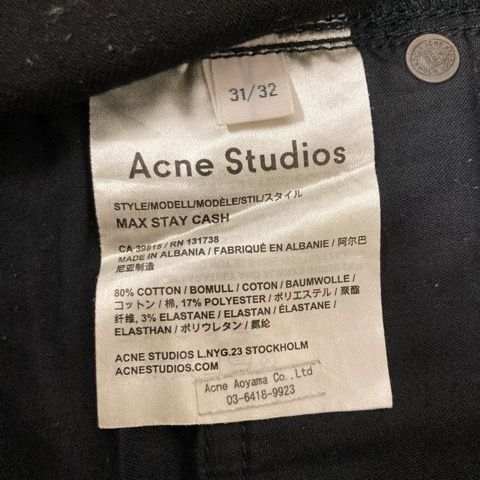 31/32
Acne Studios
STYLE/MODELL/MODÈLE/STIL/スタイル
MAX STAY CASH
CA 39815 / RN 131738
MADE IN ALBANIA / FABRIQUÉ EN ALBANIE / 阿尔巴
尼亚制造
80% COTTON / BOMULL / COTON / BAUMWOLLE /
コットン / 棉, 17% POLYESTER / ポリエステル / 聚酯
纤维, 3% ELASTANE / ELASTAN / ÉLASTANE /
ELASTHAN / ポリウレタン / 氨纶
ACNE STUDIOS L.NYG.23 STOCKHOLM
ACNESTUDIOS.COM
Acne Aoyama Co.,Ltd
03-6418-9923